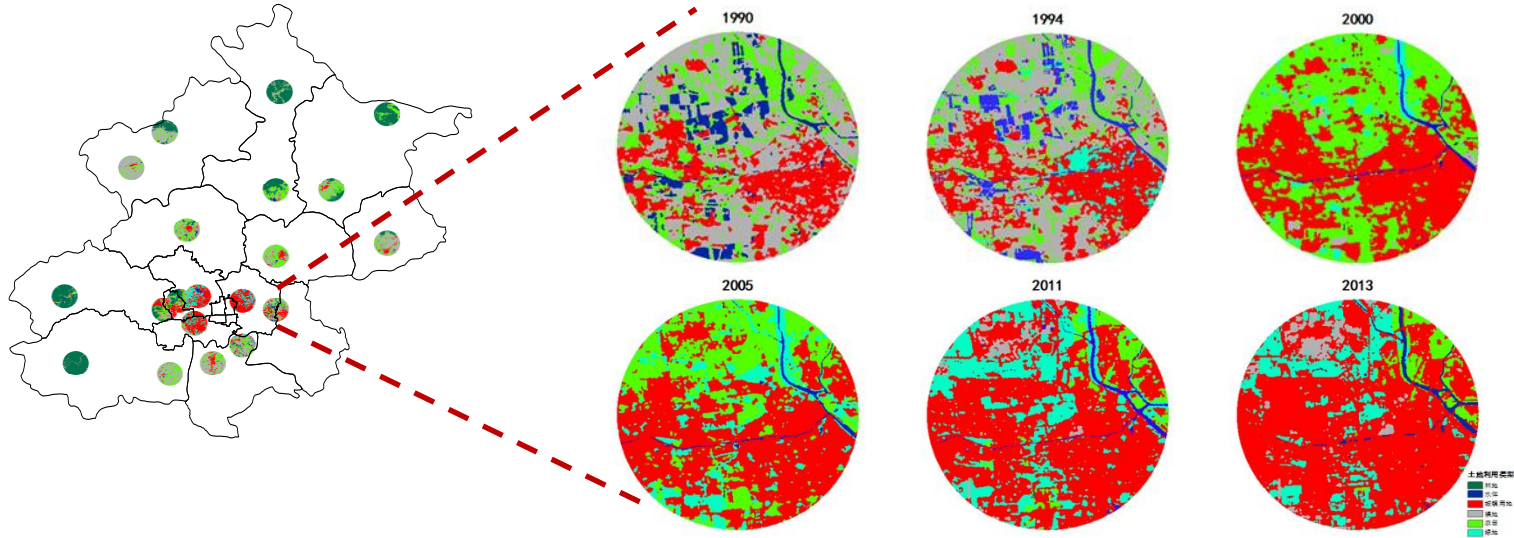 1990
1994
2000
2005
2011
2013
土地利用类型
林地
水体
城镇用地
裸地
农田
绿地